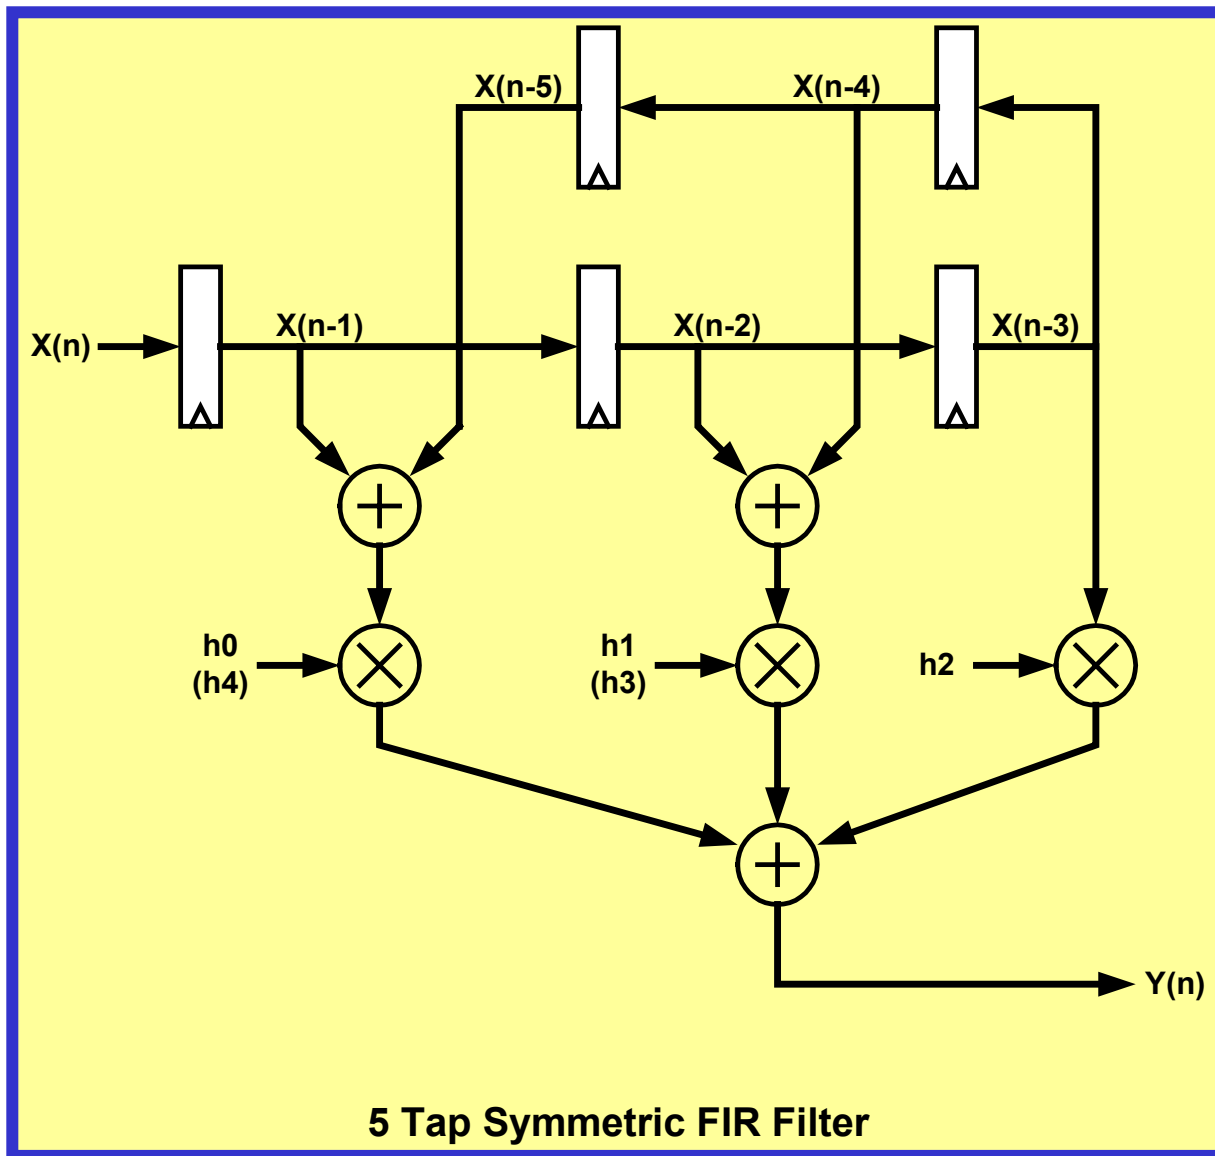 X(n-5)
X(n-4)
X(n)
X(n-1)
X(n-2)
X(n-3)
h0
(h4)
h1
(h3)
h2
Y(n)
5 Tap Symmetric FIR Filter